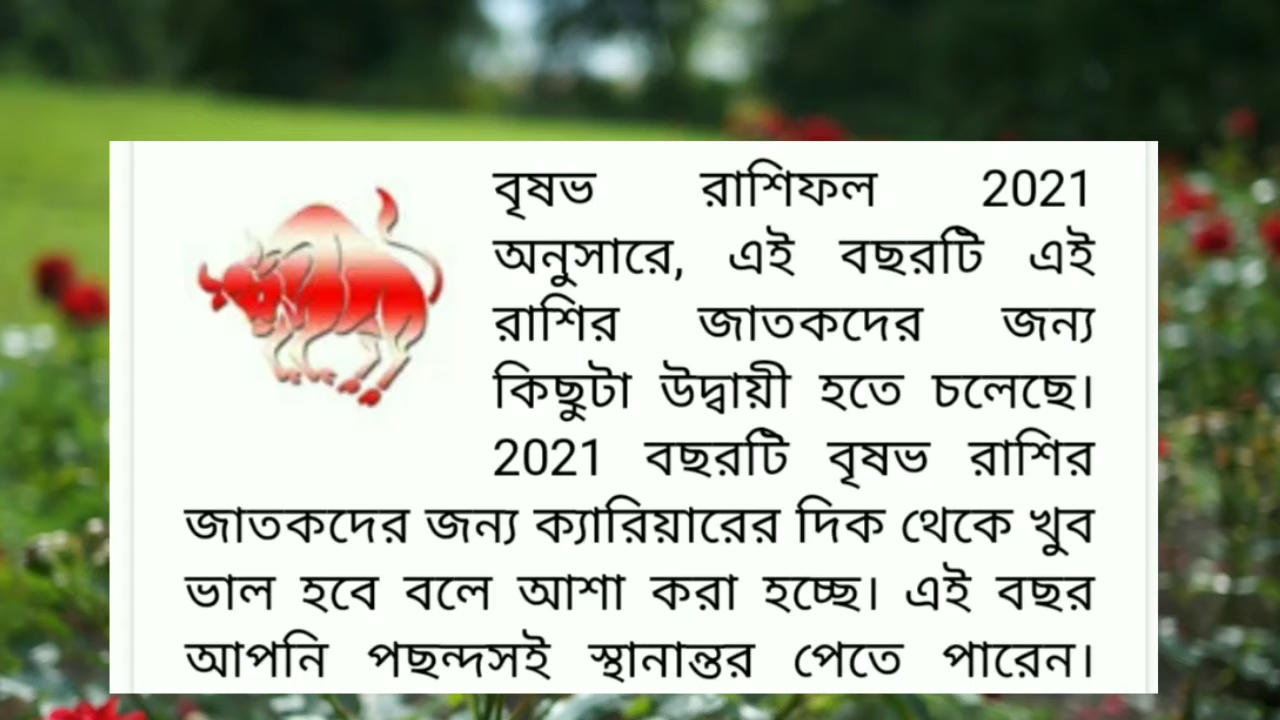 বৃষভ রাশিফল 2021
অনুসারে, এই বছরটি এই
রাশির জাতকদের জন্য
কিছুটা উদ্বায়ী হতে চলেছে।
2021 বছরটি বৃষভ রাশির
জাতকদের জন্য ক্যারিয়ারের দিক থেকে খুব
ভাল হবে বলে আশা করা হচ্ছে। এই বছর
আপনি পছন্দসই স্থানান্তর পেতে পারেন।